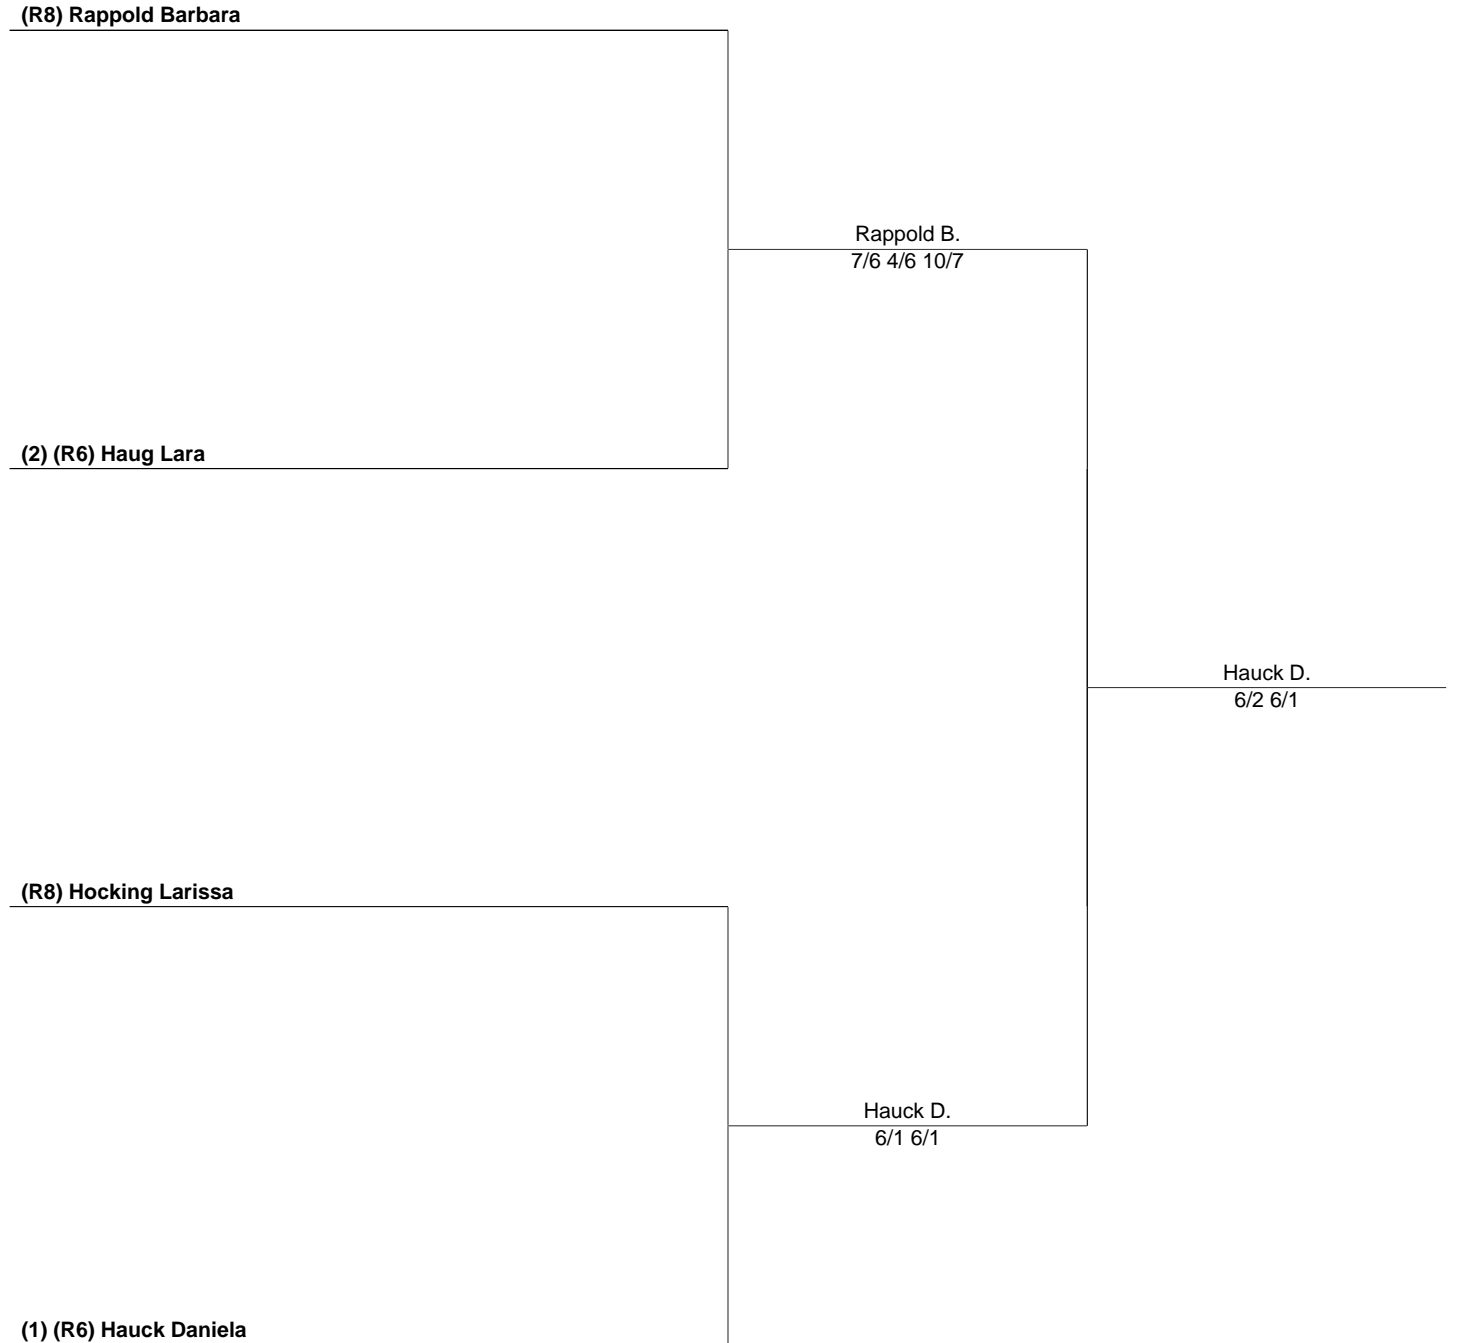 (R8) Rappold Barbara
Rappold B.
7/6 4/6 10/7
(2) (R6) Haug Lara
Hauck D.
6/2 6/1
(R8) Hocking Larissa
Hauck D.
6/1 6/1
(1) (R6) Hauck Daniela